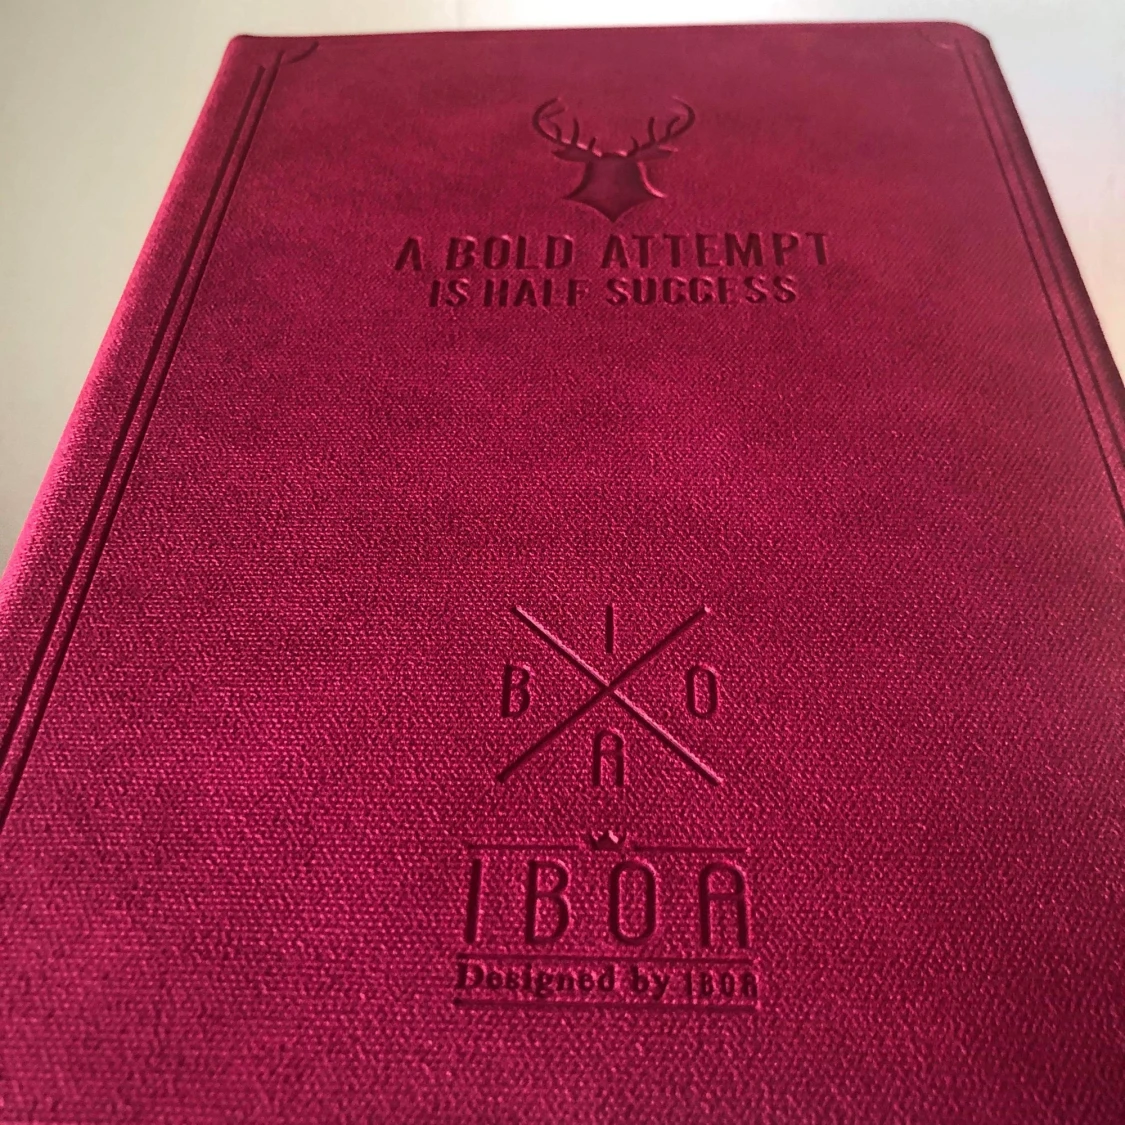 A BOLD ATTEMPT
IS HALF SUCCESS
I
B O
A
IBOA
Designed by IBOA